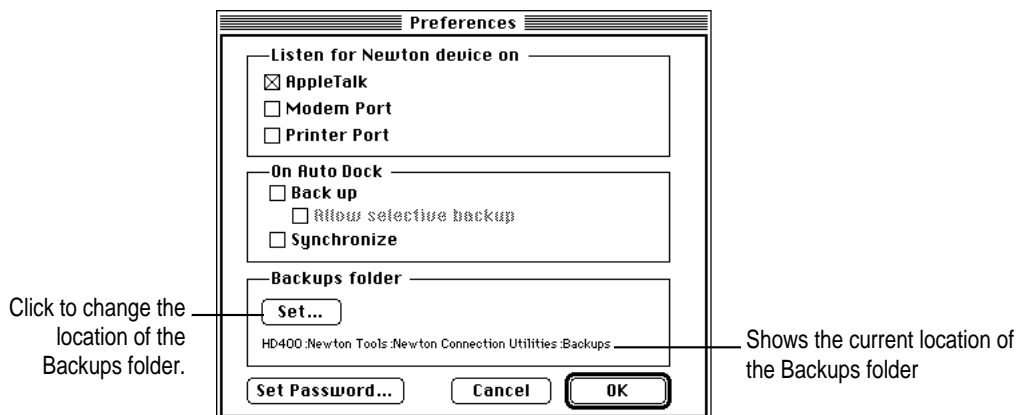 Preferences
Listen for Newton device on
AppleTalk
Modem Port
Printer Port
On Auto Dock
Back up
Allow selective backup
Synchronize
Backups folder
Set...
HD400:Newton Tools:Newton Connection Utilities:Backups
Click to change the
location of the
Backups folder.
Shows the current location of
the Backups folder
Set Password...
Cancel
OK